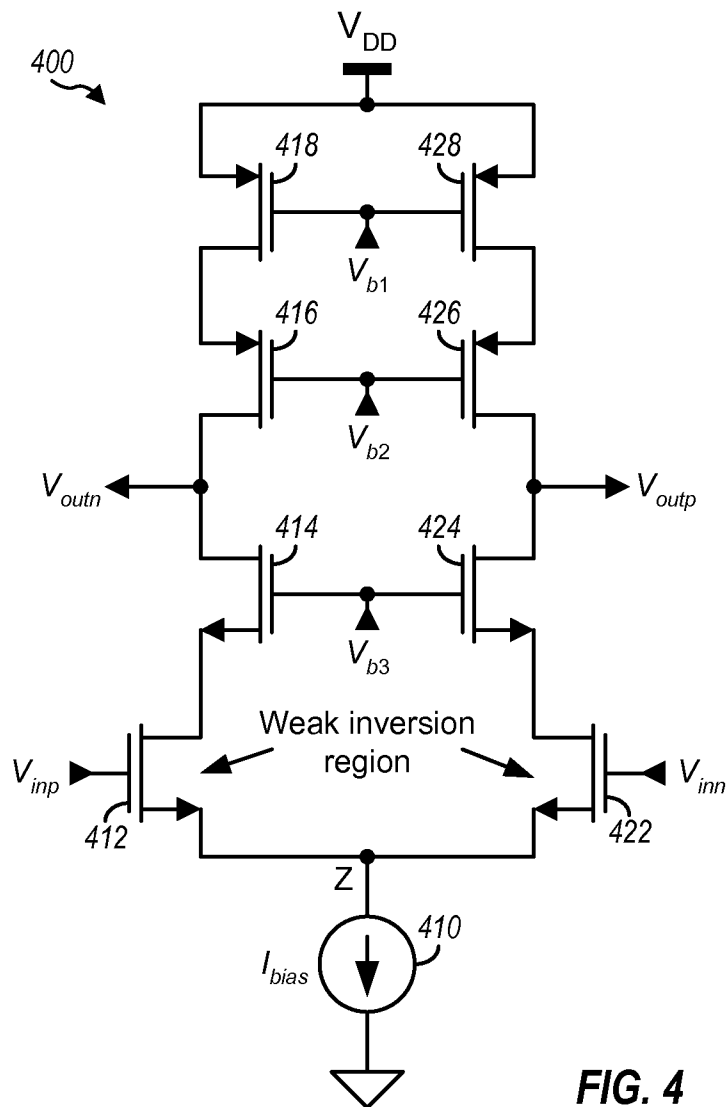 VDD
400
418
428
Vb1
416
426
Vb2
Voutn
Voutp
414
424
Vb3
Weak inversion
region
Vinp
Vinn
412
422
Z
410
Ibias
FIG. 4